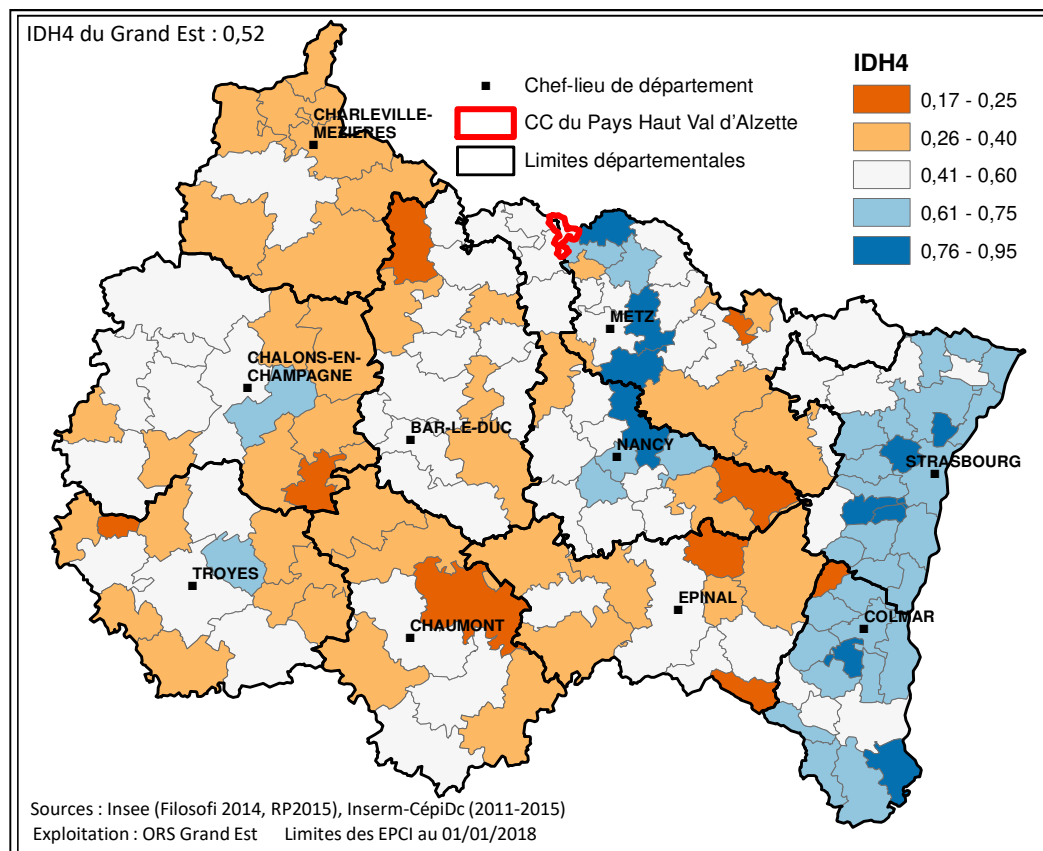 IDH4 du Grand Est : 0,52
IDH4
Chef-lieu de département
CC du Pays Haut Val d'Alzette
Limites départementales
0,17 - 0,25
0,26 - 0,40
0,41 - 0,60
0,61 - 0,75
0,76 - 0,95
CHARLEVILLE-
MEZIERES
METZ
CHALONS-EN-
CHAMPAGNE
BAR-LE-DUC
NANCY
STRASBOURG
TROYES
CHAUMONT
EPINAL
COLMAR
Sources : Insee (Filosofi 2014, RP2015), Inserm-CépiDc (2011-2015)
Exploitation : ORS Grand Est Limites des EPCI au 01/01/2018